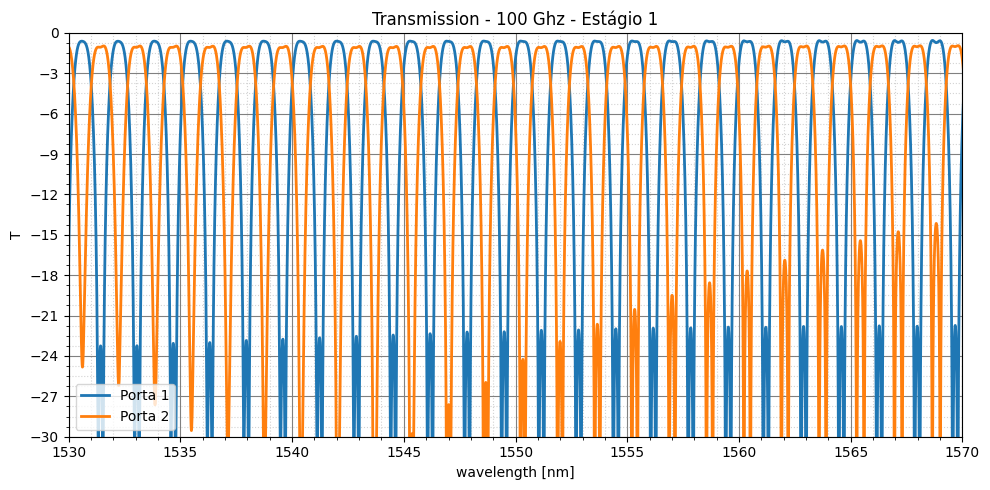 Transmission - 100 Ghz - Estágio 1
T
0
−3
−6
−9
−12
−15
−18
−21
−24
−27
−30
Porta 1
Porta 2
1530 1535 1540 1545 1550 1555 1560 1565 1570
wavelength [nm]